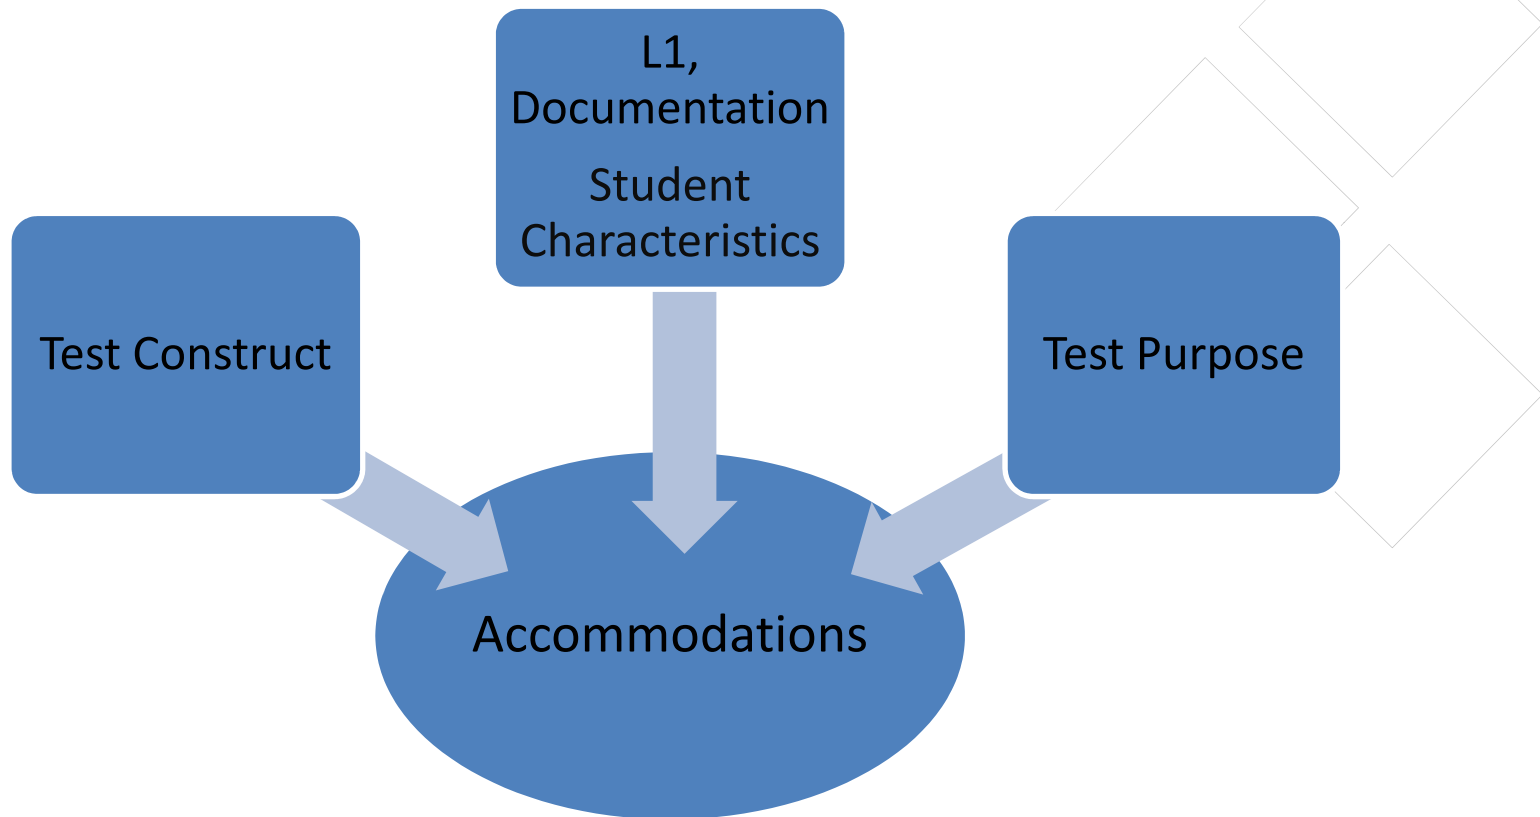 L1,
Documentation
Student
Characteristics
Test Construct
Test Purpose
Accommodations